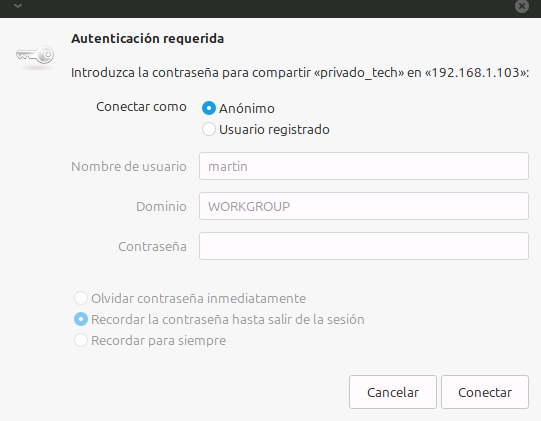 Autenticación requerida
Introduzca la contraseña para compartir «privado_tech» en «192.168.1.103»:
Conectar como
Anónimo
Usuario registrado
Nombre de usuario martin
Dominio WORKGROUP
Contraseña
Olvidar contraseña inmediatamente
Recordar la contraseña hasta salir de la sesión
Recordar para siempre
Cancelar Conectar